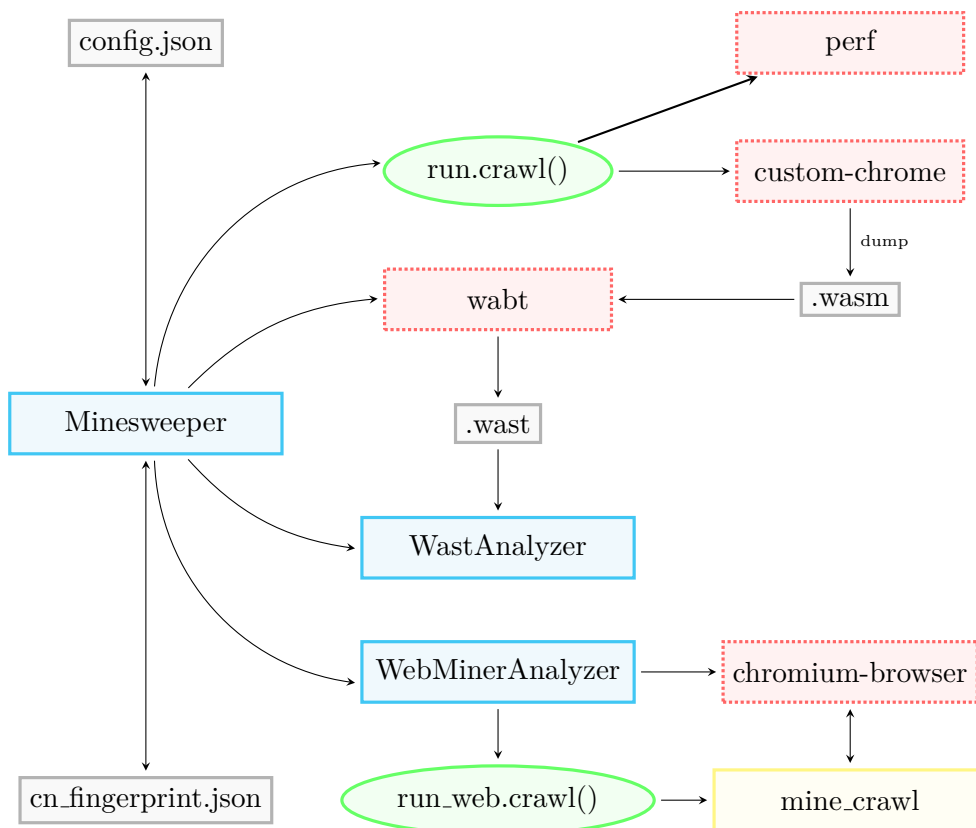 config.json
perf
run.crawl()
custom-chrome
dump
wabt
.wasm
Minesweeper
.wast
WastAnalyzer
WebMinerAnalyzer
chromium-browser
cn_fingerprint.json
run_web.crawl()
mine_crawl